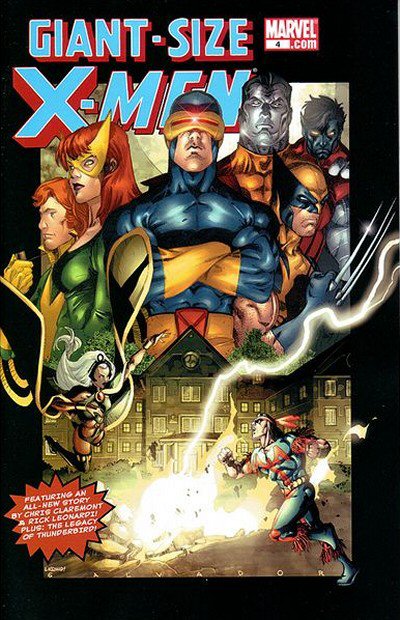 GIANT-SIZE
X-MEN
MARVEL
4 .com
FEATURING AN
ALL-NEW STORY
BY CHRIS CLAREMONT
& RICK LEONARDI!
PLUS: THE LEGACY
OF THUNDERBIRD!
SALVADOR